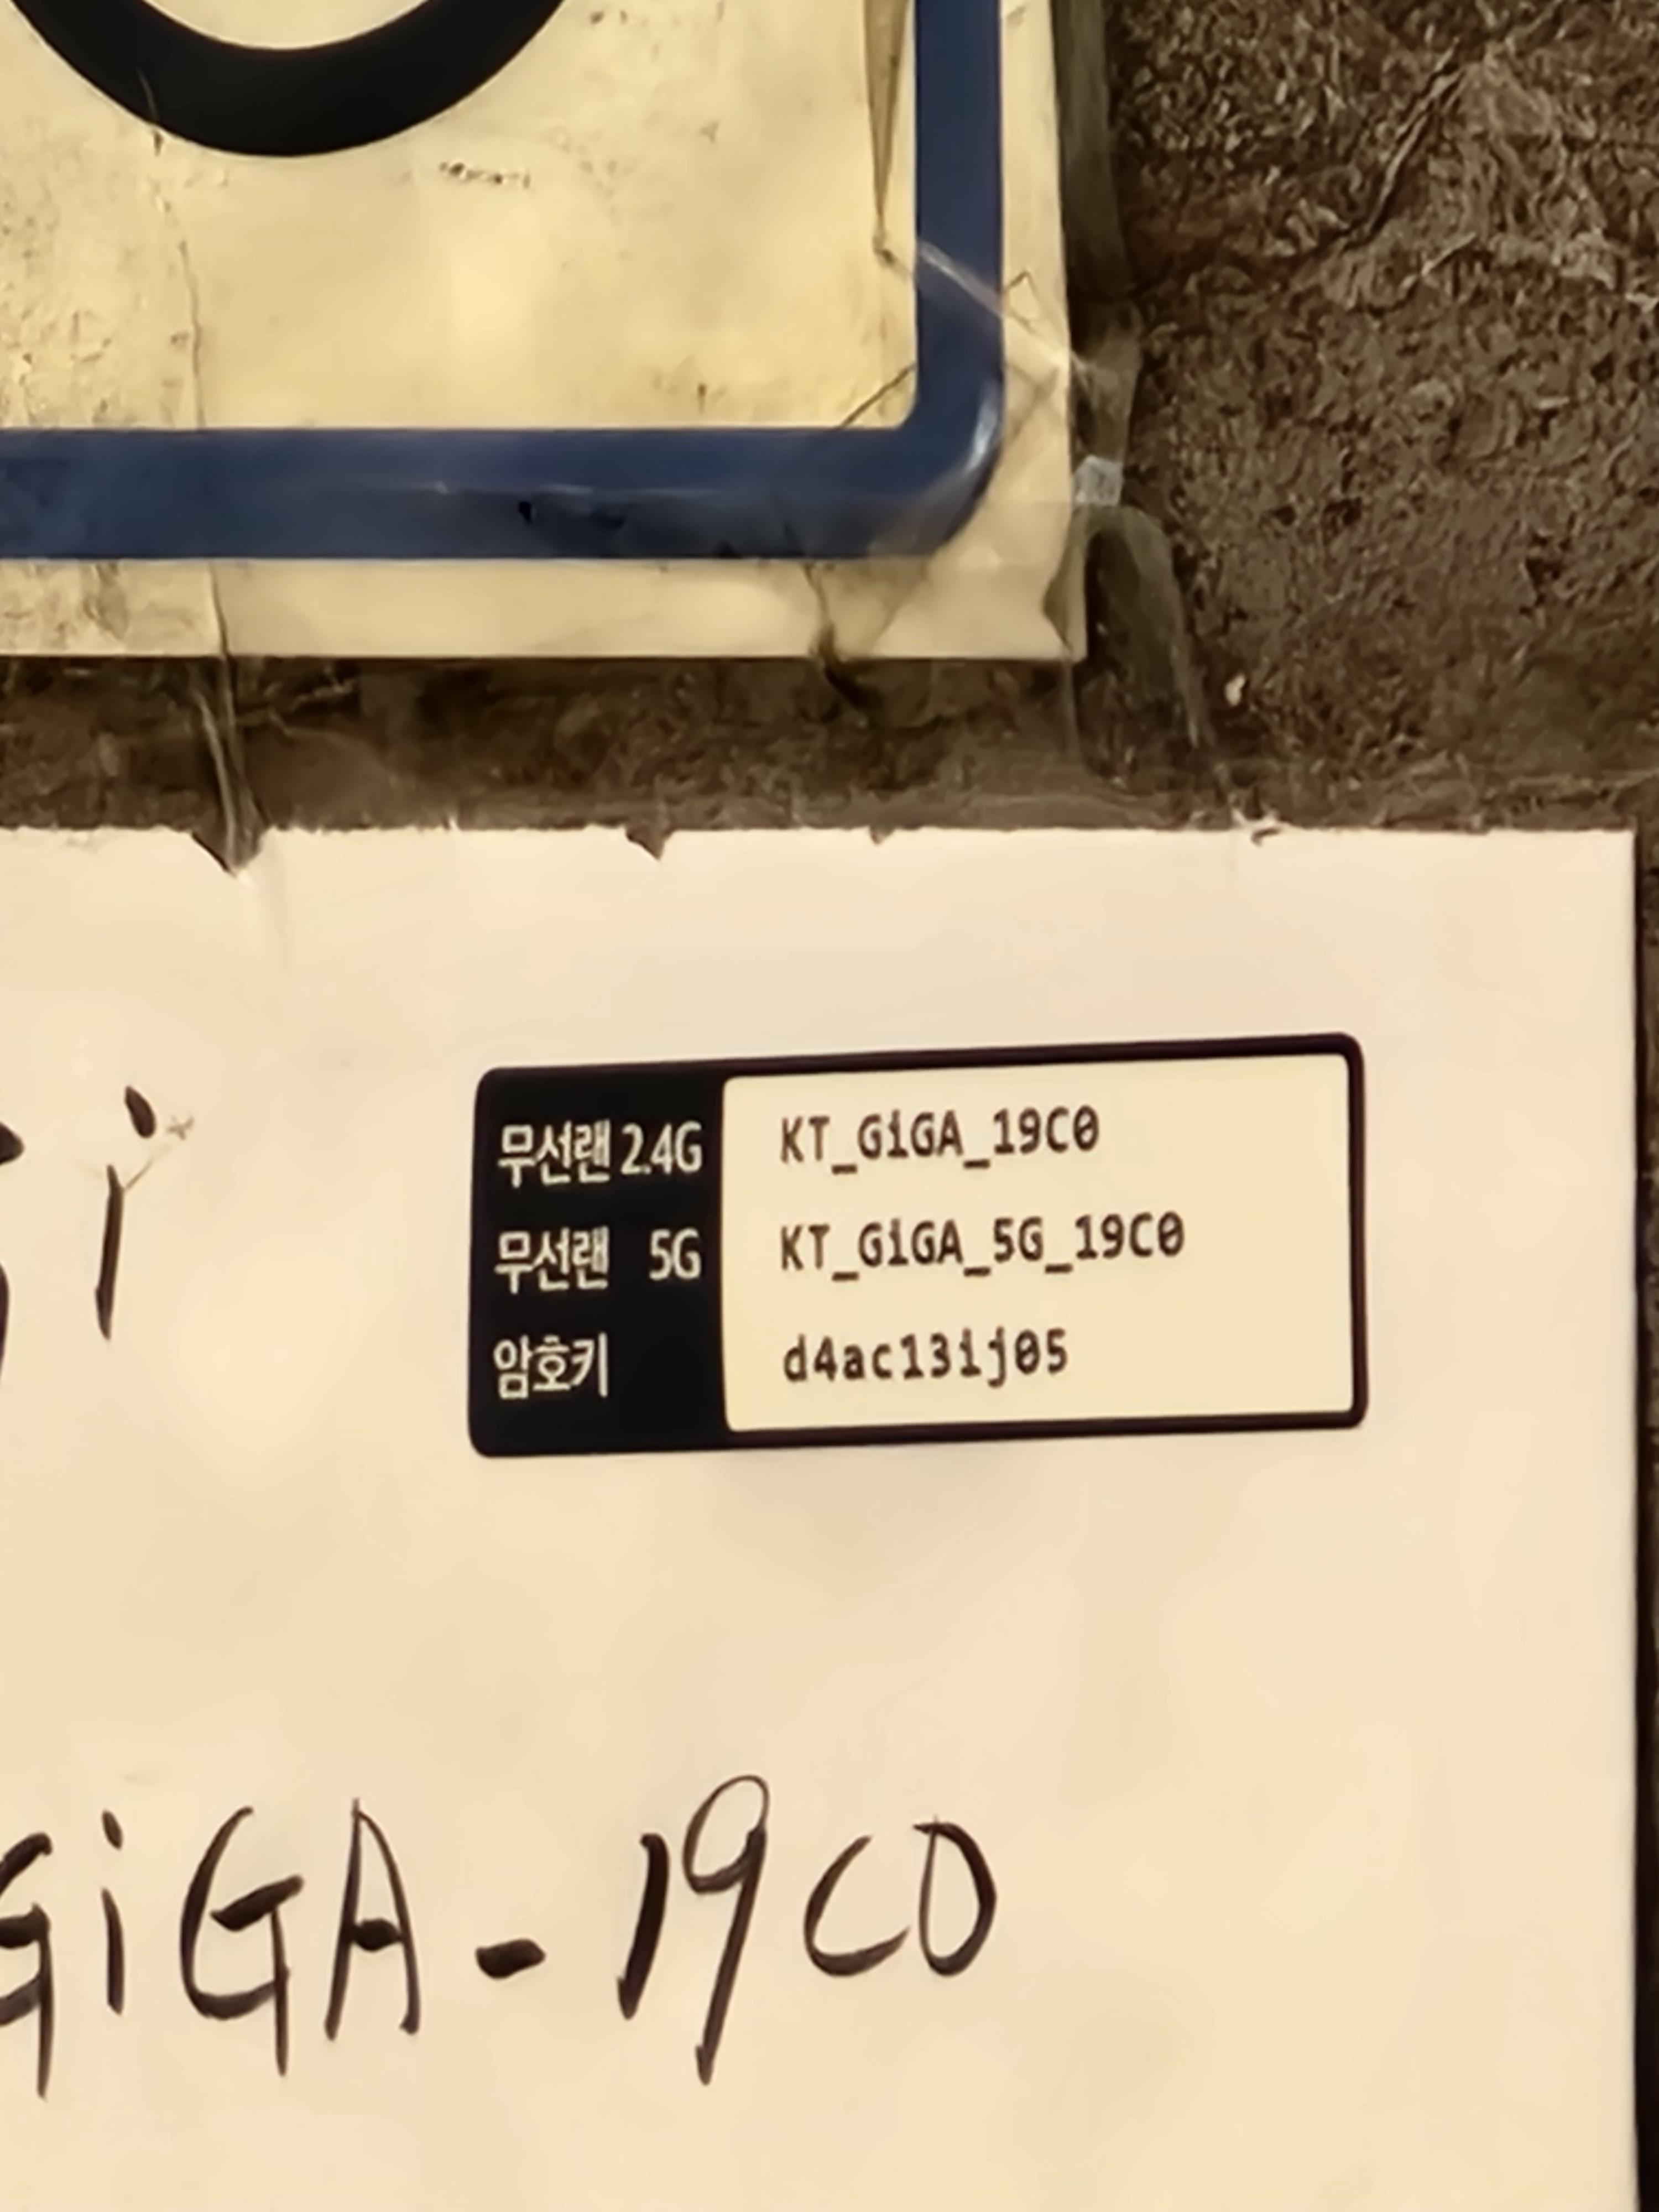 i
무선랜 2.4G KT_GiGA_19C0
무선랜 5G KT_GiGA_5G_19C0
암호키 d4ac13ij05
GiGA-19C0